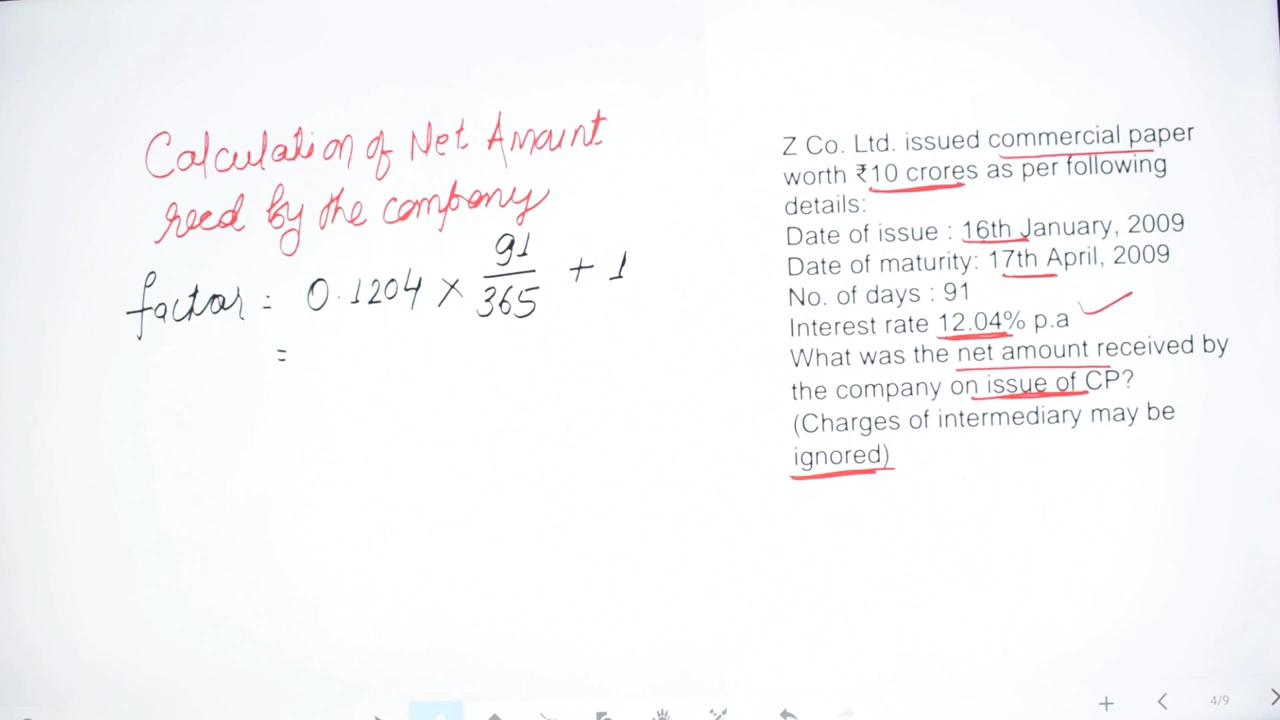 Calculation of Net Amount
recd by the company
factor = 0.1204 × 91/365 + 1
=
Z Co. Ltd. issued commercial paper
worth ₹10 crores as per following
details:
Date of issue : 16th January, 2009
Date of maturity: 17th April, 2009
No. of days : 91
Interest rate 12.04% p.a
What was the net amount received by
the company on issue of CP?
(Charges of intermediary may be
ignored)
4/9